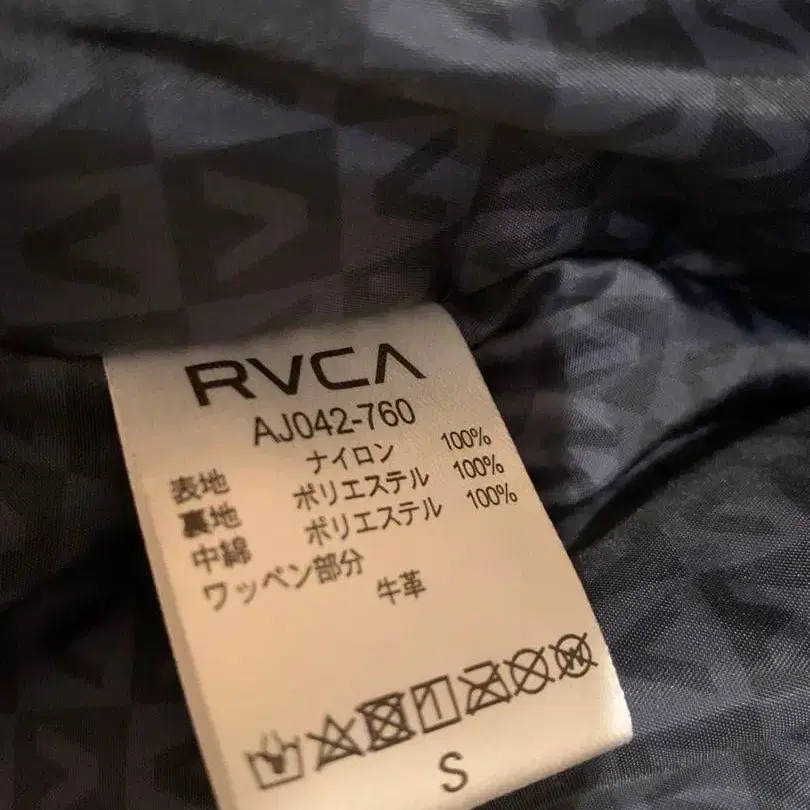 RVCA
AJ042-760
表地 ナイロン 100%
裏地 ポリエステル 100%
中綿 ポリエステル 100%
ワッペン部分
牛革
S